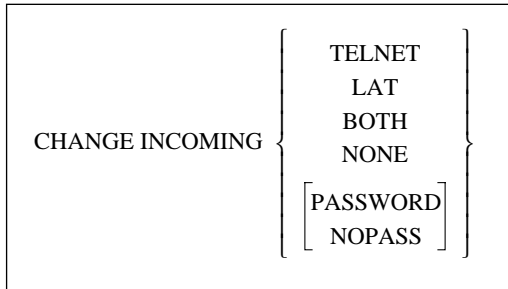 TELNET
LAT
BOTH
CHANGE INCOMING
NONE
PASSWORD
NOPASS